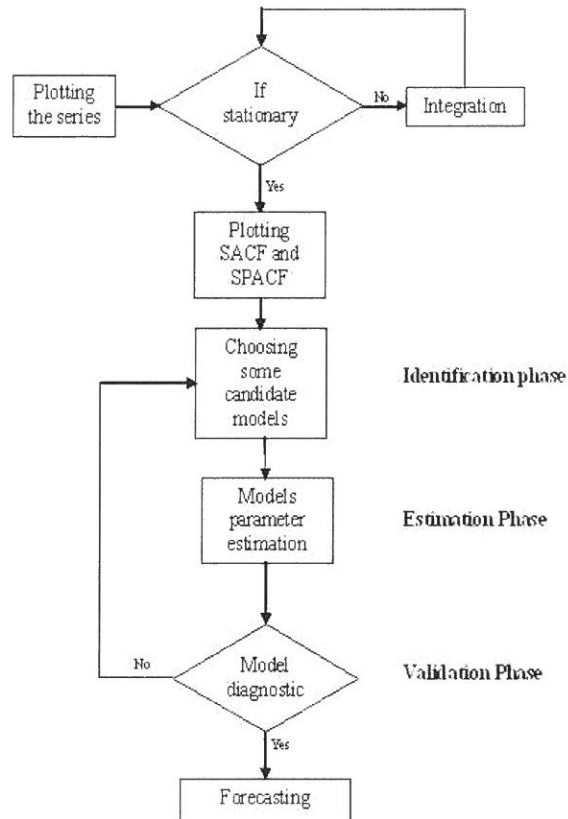 Plotting
the series
If
stationary
No
Integration
Yes
Plotting
SACF and
SPACF
Choosing
some
candidate
models
Identification phase
Models
parameter
estimation
Estimation Phase
No
Model
diagnostic
Validation Phase
Yes
Forecasting